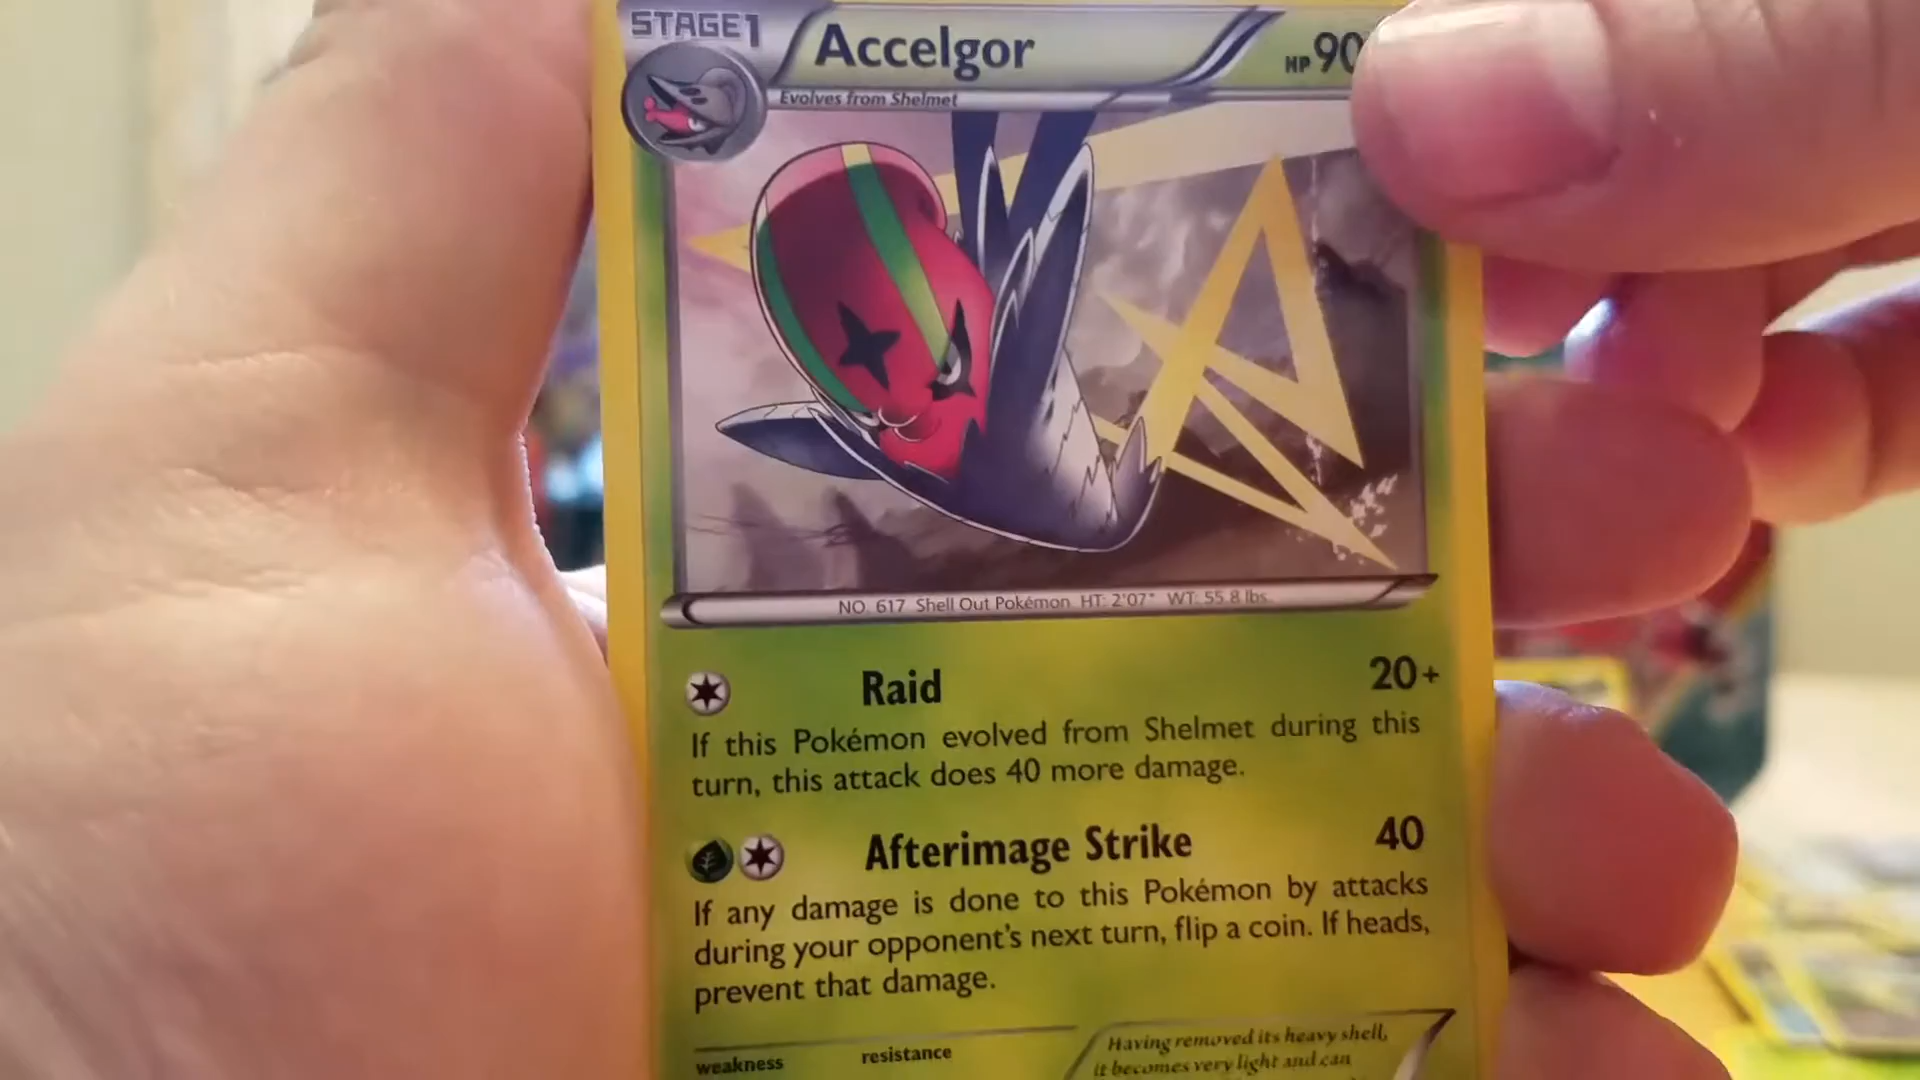 STAGE1
Accelgor
HP 90
Evolves from Shelmet
NO. 617 Shell Out Pokémon HT: 2'07" WT: 55.8 lbs.
Raid 20+
If this Pokémon evolved from Shelmet during this
turn, this attack does 40 more damage.
Afterimage Strike 40
If any damage is done to this Pokémon by attacks
during your opponent's next turn, flip a coin. If heads,
prevent that damage.
weakness
resistance
Having removed its heavy shell,
it becomes very light and can